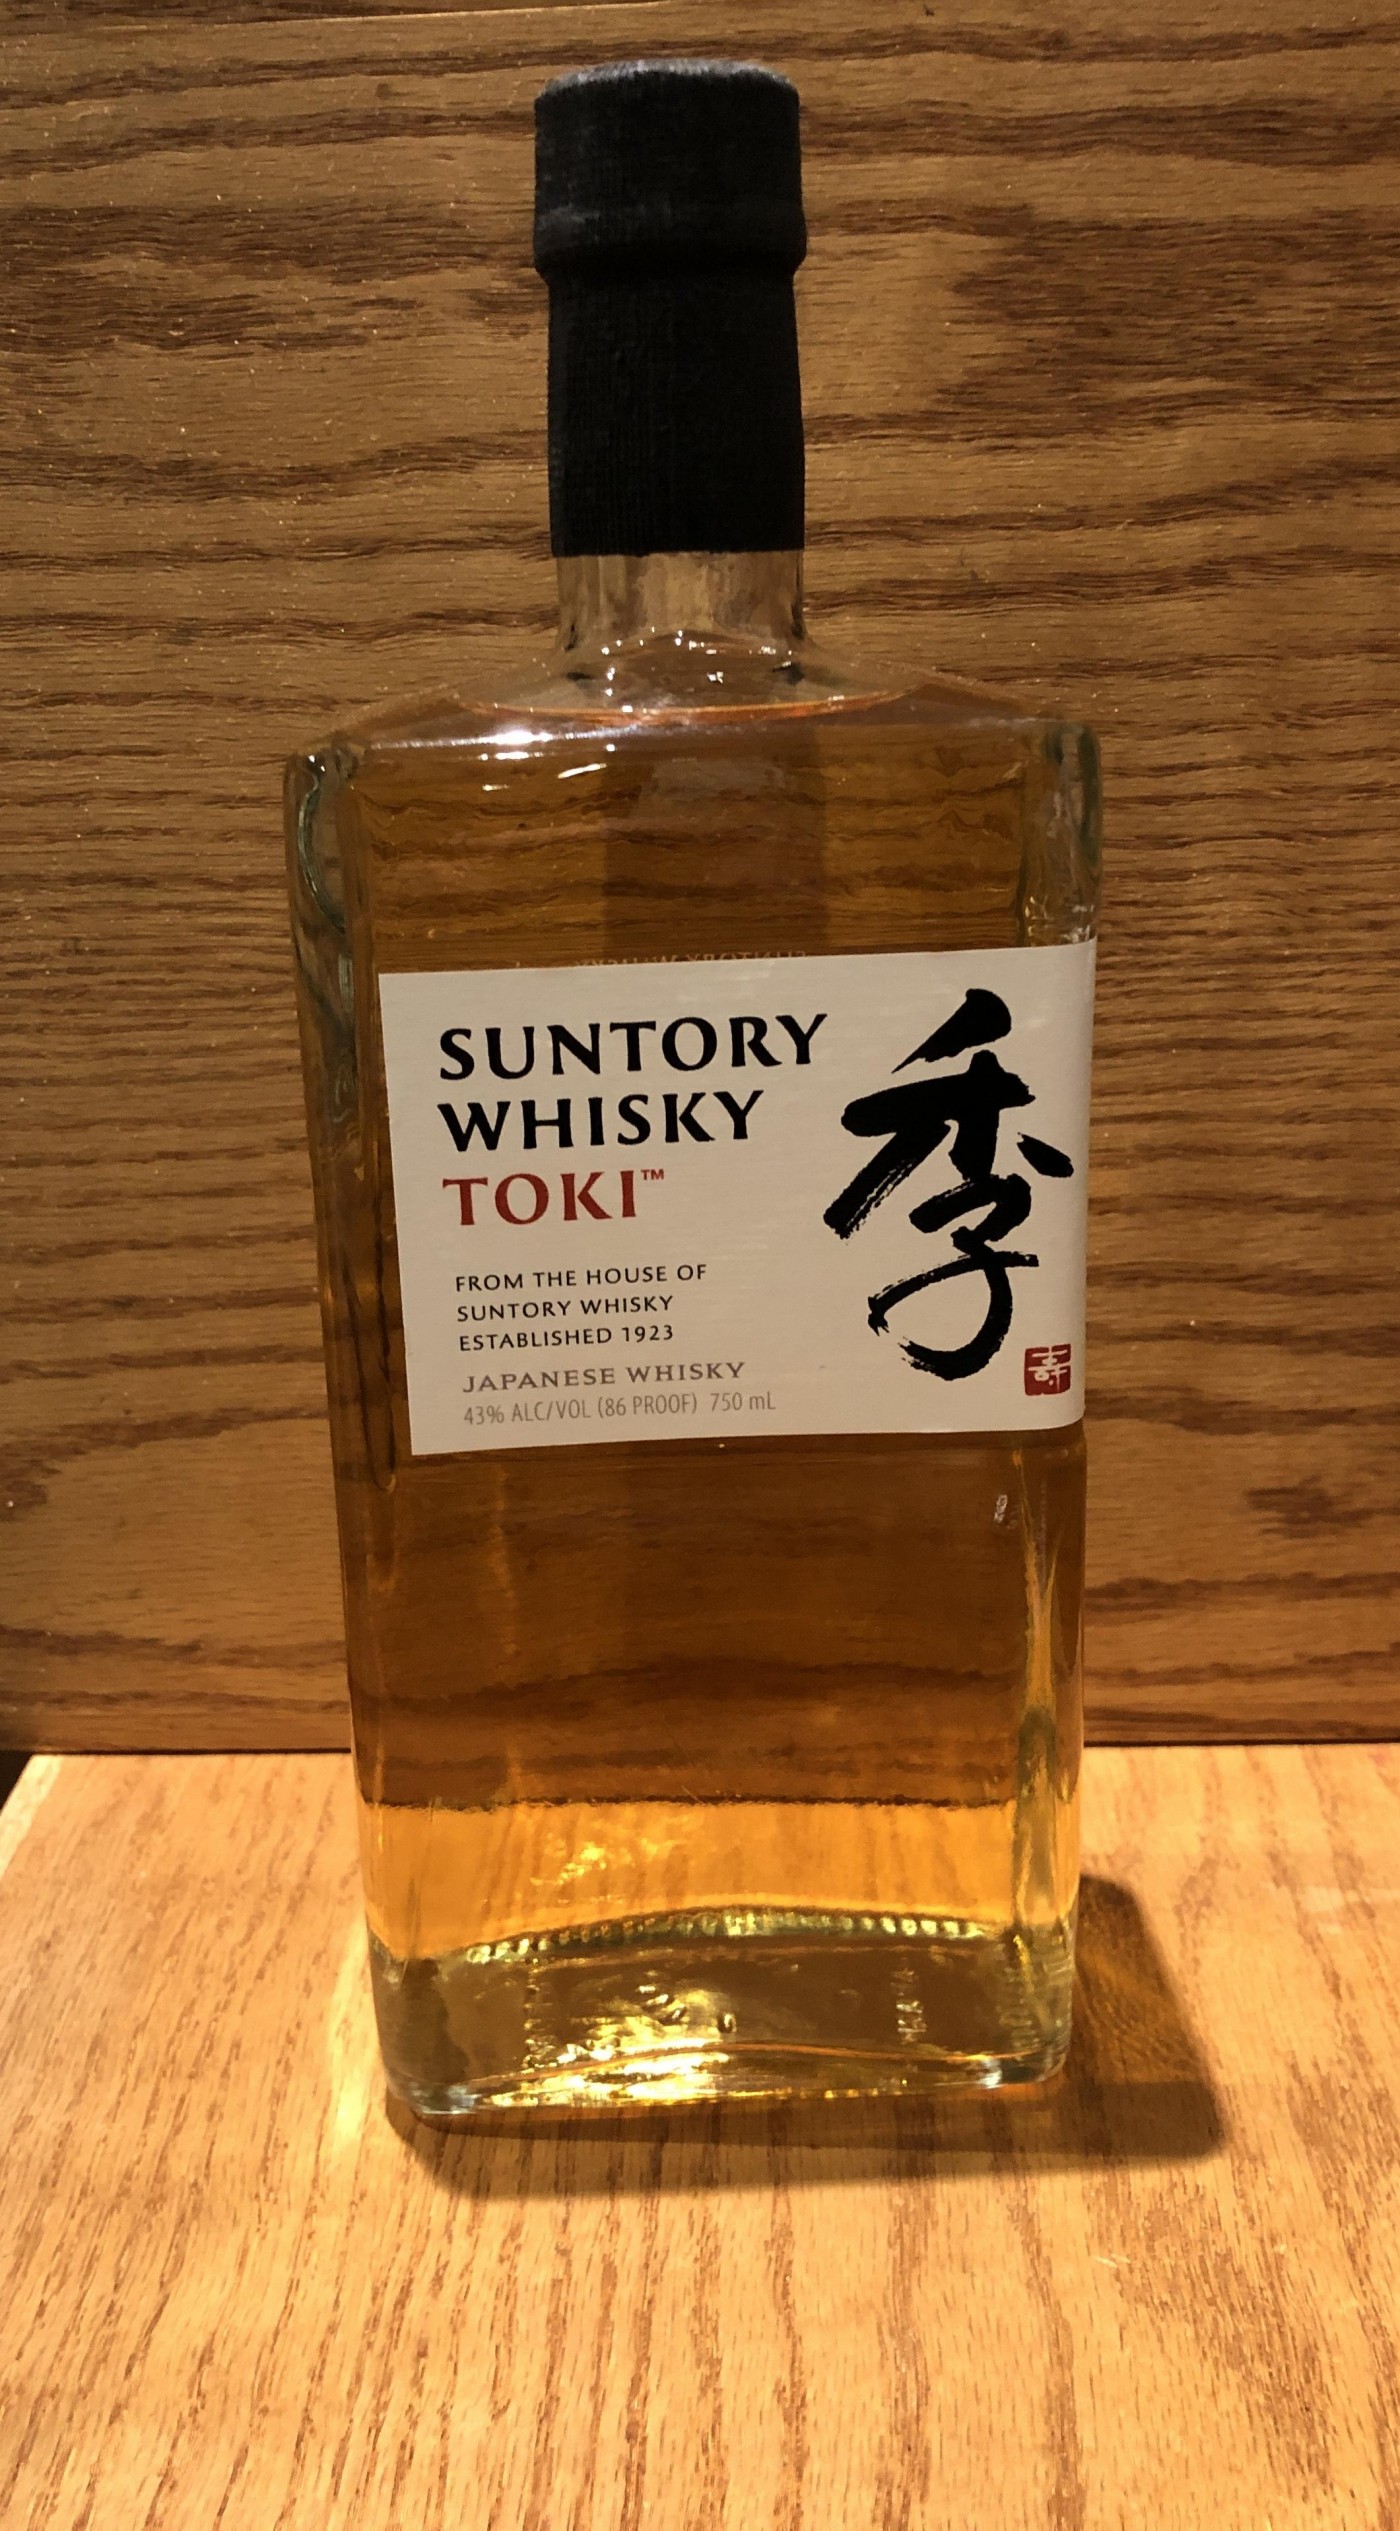 SUNTORY
WHISKY
TOKI™
季
FROM THE HOUSE OF
SUNTORY WHISKY
ESTABLISHED 1923
JAPANESE WHISKY
43% ALC/VOL (86 PROOF) 750 mL
寿